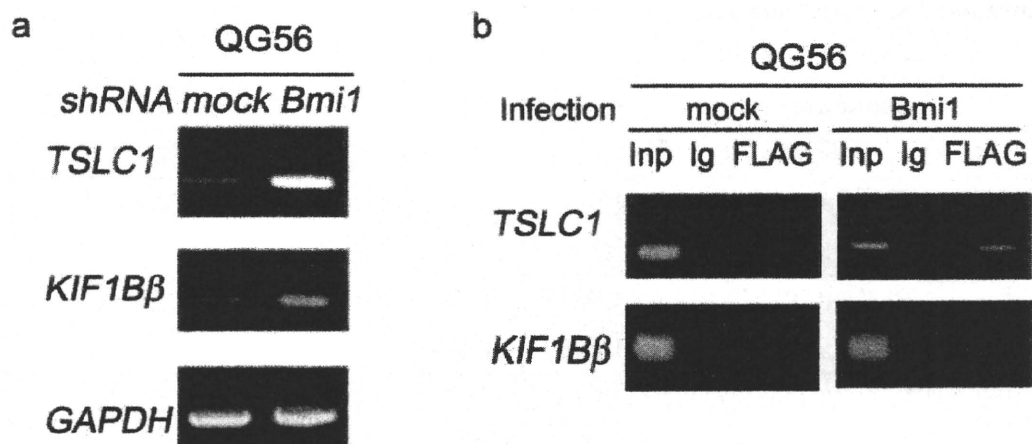 a
QG56
shRNA mock Bmi1
TSLC1
KIF1Bβ
GAPDH
b
QG56
Infection mock Bmi1
Inp Ig FLAG Inp Ig FLAG
TSLC1
KIF1Bβ